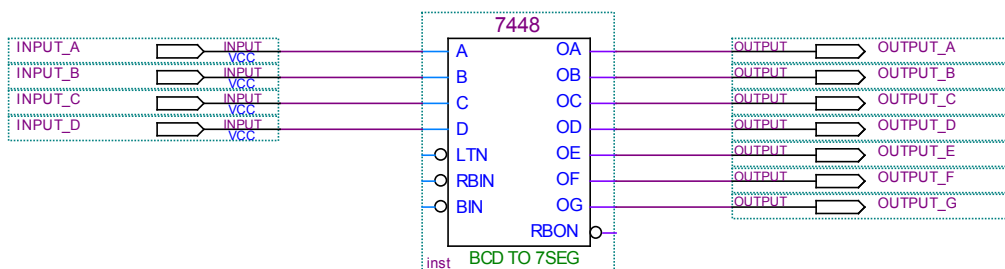 7448
INPUT_A INPUT VCC A OA OUTPUT OUTPUT_A
INPUT_B INPUT VCC B OB OUTPUT OUTPUT_B
INPUT_C INPUT VCC C OC OUTPUT OUTPUT_C
INPUT_D INPUT VCC D OD OUTPUT OUTPUT_D
LTN OE OUTPUT OUTPUT_E
RBIN OF OUTPUT OUTPUT_F
BIN OG OUTPUT OUTPUT_G
RBON
inst BCD TO 7SEG